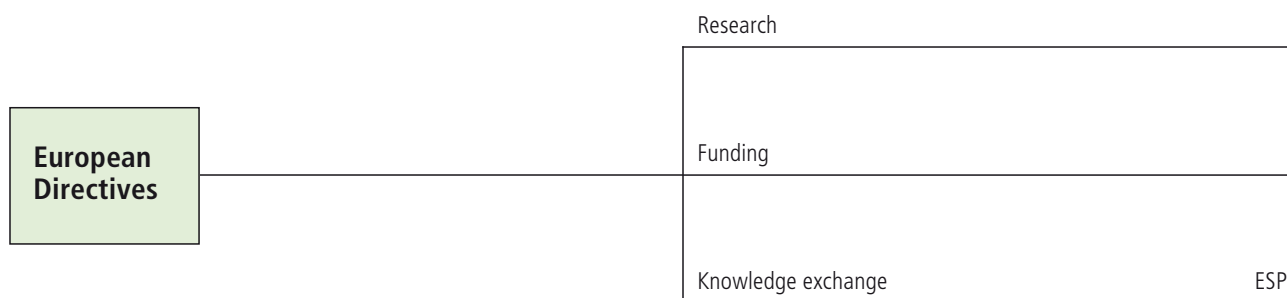 Research
European
Directives
Funding
Knowledge exchange ESP